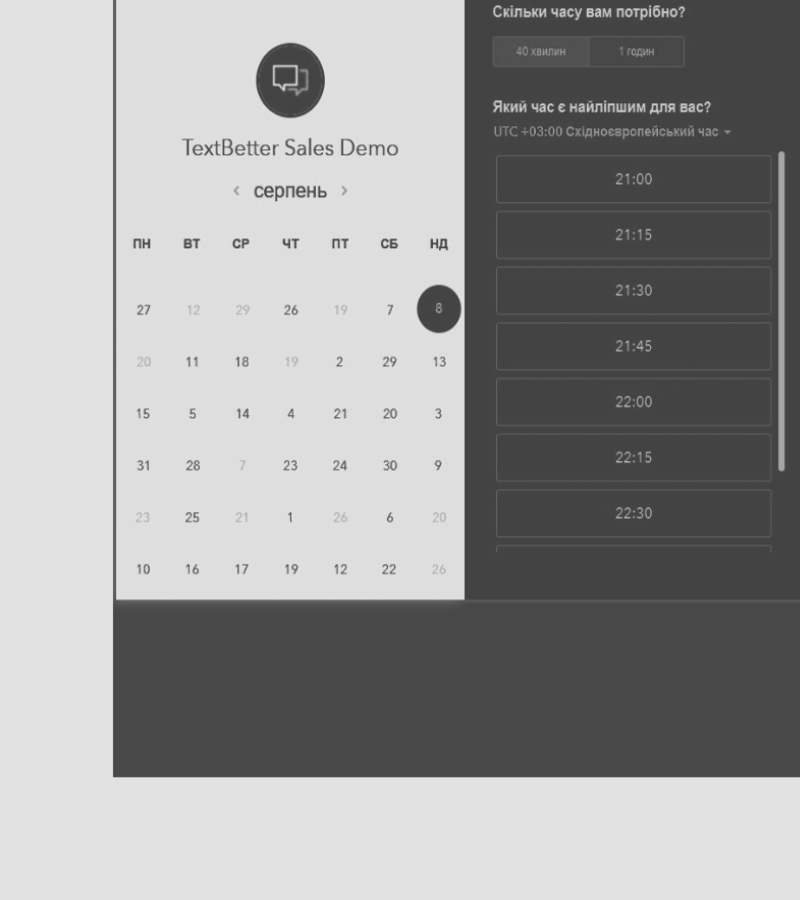 TextBetter Sales Demo
‹ серпень ›
ПН ВТ СР ЧТ ПТ СБ НД
27 12 29 26 19 7 8
20 11 18 19 2 29 13
15 5 14 4 21 20 3
31 28 7 23 24 30 9
23 25 21 1 26 6 20
10 16 17 19 12 22 26
Скільки часу вам потрібно?
40 хвилин 1 годин
Який час є найліпшим для вас?
UTC +03:00 Східноєвропейський час
21:00
21:15
21:30
21:45
22:00
22:15
22:30